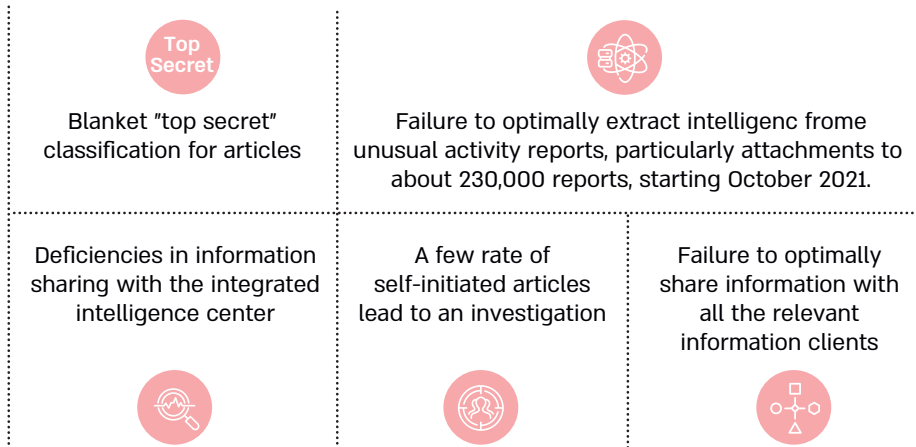 Top
Secret
Blanket "top secret"
classification for articles
Failure to optimally extract intelligenc frome
unusual activity reports, particularly attachments to
about 230,000 reports, starting October 2021.
Deficiencies in information
sharing with the integrated
intelligence center
A few rate of
self-initiated articles
lead to an investigation
Failure to optimally
share information with
all the relevant
information clients